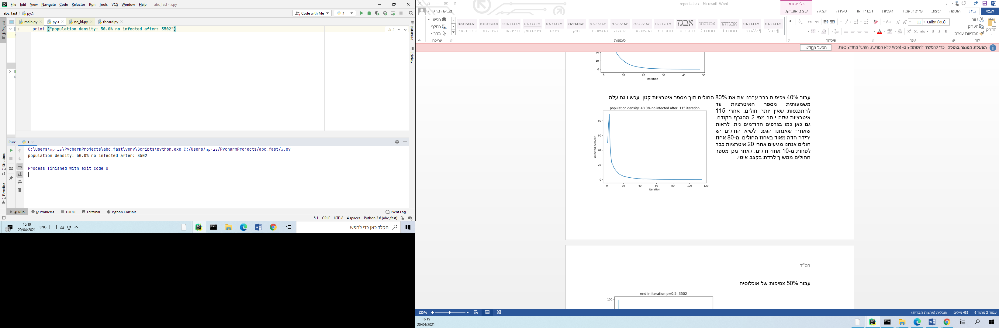 File Edit View Navigate Code Refactor Run Tools VCS Window Help abc_fast - ג.py
abc_fast ג.py
Code with Me ג
main.py ג.py no_id.py theard.py
1 print ("population density: 50.0% no infected after: 3502")
2
1: Project
Database
SciView
Run: ג
C:\Users\צביקה\PycharmProjects\abc_fast\venv\Scripts\python.exe C:/Users/צביקה/PycharmProjects/abc_fast/ג.py
population density: 50.0% no infected after: 3502
Process finished with exit code 0
7: Structure
2: Favorites
4: Run 6: Problems TODO Terminal Python Console Event Log
5:1 CRLF UTF-8 4 spaces Python 3.6 (abc_fast)
16:19
20/04/2021
ENG
13
הקלד כאן כדי לחפש
report.docx - Microsoft Word
כלי תמונות
צביקה ברגר
קובץ בית הוספה עיצוב פריסת עמוד הפניות דברי דואר סקירה תצוגה עיצוב אובייקט
הדבק
גזור
העתק
מברשת עיצוב
לוח
Calibri (גוף) 11
גופן
פיסקה
אבגדהוזו אבגדהוזו אבגדהו אבגדהוזח אבגד
¶ רגיל ¶ ללא מר... כותרת 1 כותרת 2 כותרת ט... כותרת מ... הדגשה ע... הדגשה הדגשה ח... חזק ציטוט ציטוט חזק הפניה עד... הפניה חז... כותר הספר
סגנונות
חפש
החלף
בחר
עריכה
הפעלת המוצר בוטלה כדי להמשיך להשתמש ב- Word ללא הפרעה, הפעל מחדש כעת. הפעל מחדש
20
10
0
0 10 20 30 40 50
Iteration
עבור 40% צפיפות כבר עברנו את את 80% החולים תוך מספר איטרציות קטן. עכשיו גם עלה
משמעותית מספר האיטרציות עד
להתכנסות שאין יותר חולים. אחרי 115
איטרציות שזה יותר מפי 2 מהגרף הקודם.
גם כאן כמו בגרפים הקודמים ניתן לראות
שאחרי שאנחנו הגענו לשיא החולים יש
ירידה חדה מאוד באחוז החולים ומ-80 אחוז
חולים אנחנו מגיעים אחרי 20 איטרציות כבר
לפחות מ-10 אחוז חולים. לאחר מכן מספר
החולים ממשיך לרדת בקצב איטי.
population density: 40.0% no infected after: 115 iteration
infected percent
80
60
40
20
0
0 20 40 60 80 100 120
Iteration
בס"ד
עבור 50% צפיפות של אוכלוסיה
end in iteration p=0.5: 3502
100
עמוד 2 מתוך 6 465 מילים אנגלית (ארצות הברית)
120%
16:19
20/04/2021